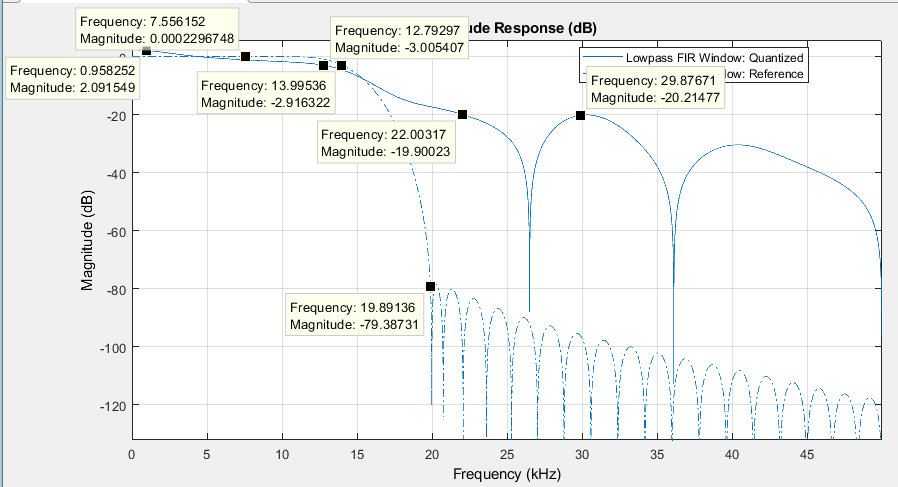 Frequency: 7.556152
Magnitude: 0.0002296748
Frequency: 12.79297
Magnitude: -3.005407
ude Response (dB)
Frequency: 0.958252
Magnitude: 2.091549
Frequency: 13.99536
Magnitude: -2.916322
Lowpass FIR Window: Quantized
ow: Reference
Frequency: 29.87671
Magnitude: -20.21477
Frequency: 22.00317
Magnitude: -19.90023
Frequency: 19.89136
Magnitude: -79.38731
0
-20
-40
-60
-80
-100
-120
Magnitude (dB)
0 5 10 15 20 25 30 35 40 45
Frequency (kHz)